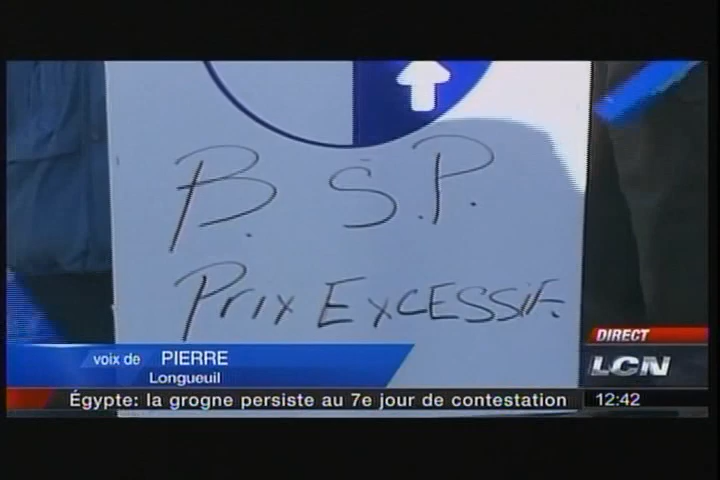 B. S.P.
Prix EXCESSIF.
DIRECT
voix de PIERRE
Longueuil
LCN
Égypte: la grogne persiste au 7e jour de contestation
12:42